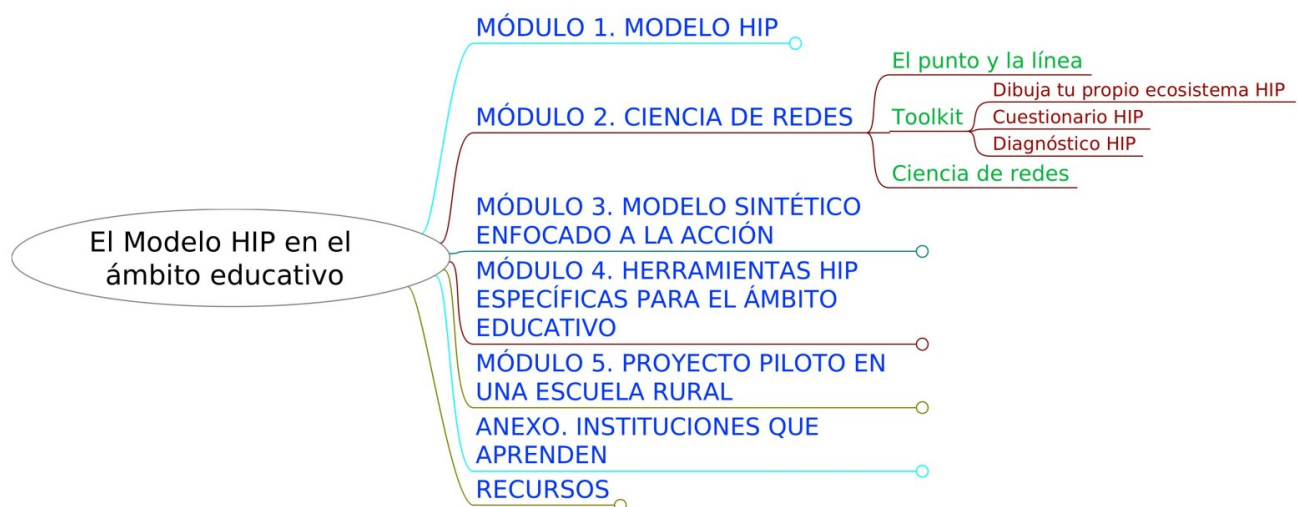 El Modelo HIP en el
ámbito educativo
MÓDULO 1. MODELO HIP
MÓDULO 2. CIENCIA DE REDES
El punto y la línea
Toolkit
Dibuja tu propio ecosistema HIP
Cuestionario HIP
Diagnóstico HIP
Ciencia de redes
MÓDULO 3. MODELO SINTÉTICO
ENFOCADO A LA ACCIÓN
MÓDULO 4. HERRAMIENTAS HIP
ESPECÍFICAS PARA EL ÁMBITO
EDUCATIVO
MÓDULO 5. PROYECTO PILOTO EN
UNA ESCUELA RURAL
ANEXO. INSTITUCIONES QUE
APRENDEN
RECURSOS